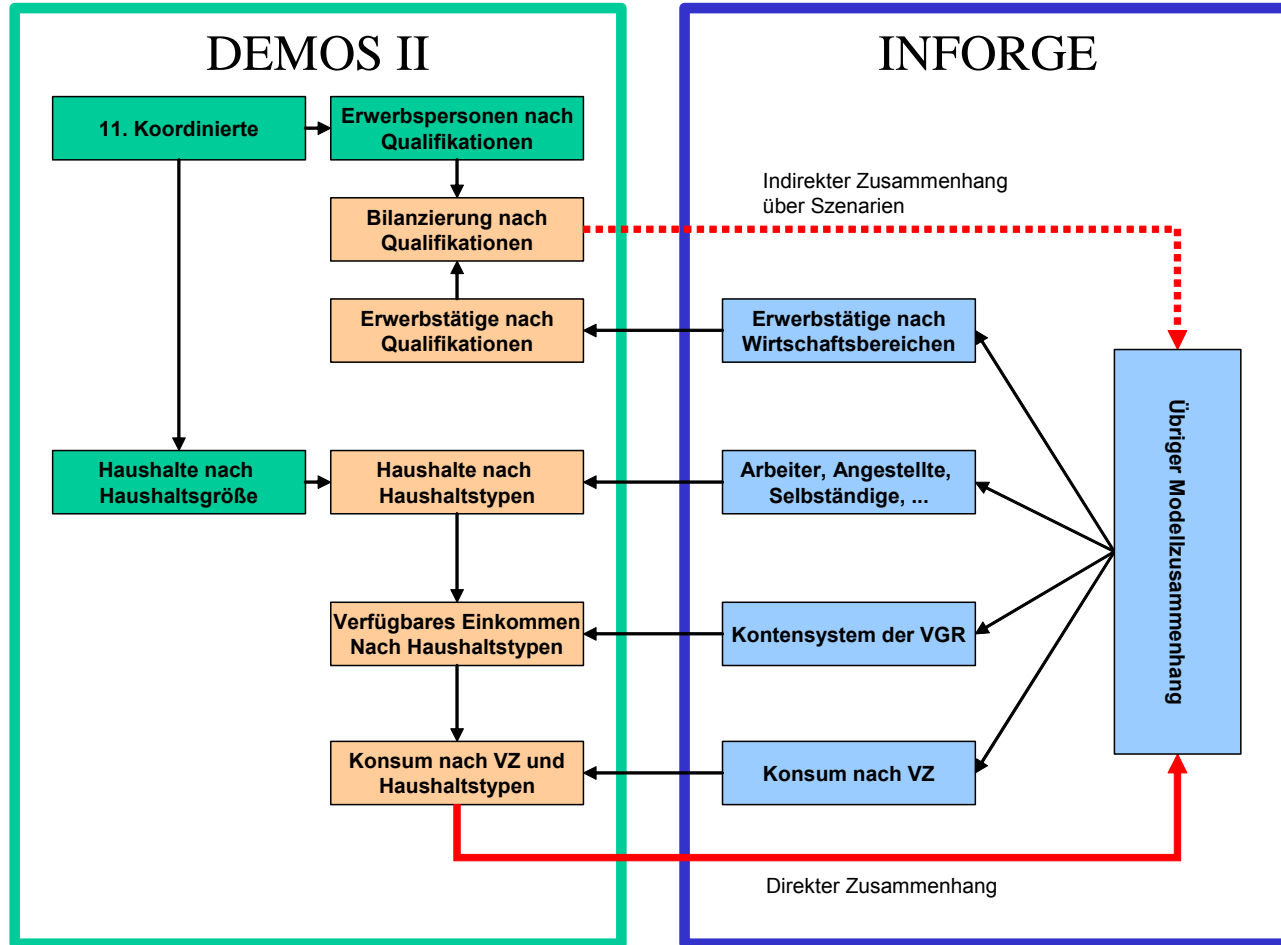 DEMOS II
INFORGE
11. Koordinierte
Erwerbspersonen nach
Qualifikationen
Indirekter Zusammenhang
über Szenarien
Bilanzierung nach
Qualifikationen
Erwerbstätige nach
Qualifikationen
Erwerbstätige nach
Wirtschaftsbereichen
Übriger Modellzusammenhang
Haushalte nach
Haushaltsgröße
Haushalte nach
Haushaltstypen
Arbeiter, Angestellte,
Selbständige, ...
Verfügbares Einkommen
Nach Haushaltstypen
Kontensystem der VGR
Konsum nach VZ und
Haushaltstypen
Konsum nach VZ
Direkter Zusammenhang